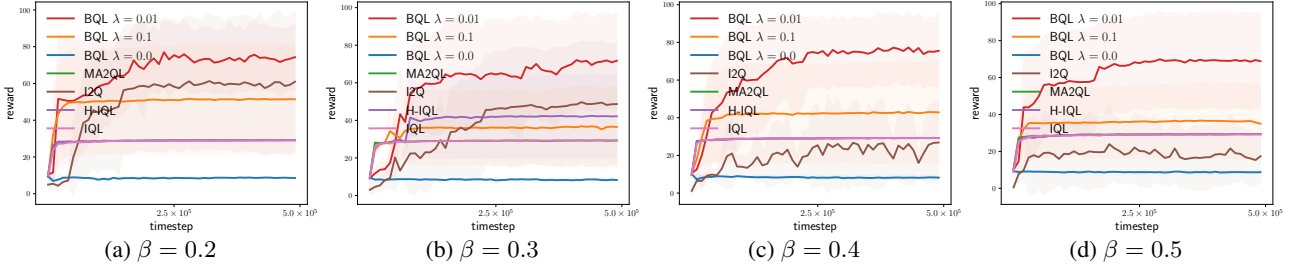 BQL λ = 0.01
BQL λ = 0.1
BQL λ = 0.0
MA2QL
I2Q
H-IQL
IQL
reward
100
80
60
40
20
0
2.5 × 10⁵
5.0 × 10⁵
timestep
(a) β = 0.2
BQL λ = 0.01
BQL λ = 0.1
BQL λ = 0.0
MA2QL
I2Q
H-IQL
IQL
reward
100
80
60
40
20
0
2.5 × 10⁵
5.0 × 10⁵
timestep
(b) β = 0.3
BQL λ = 0.01
BQL λ = 0.1
BQL λ = 0.0
I2Q
MA2QL
H-IQL
IQL
reward
80
60
40
20
0
2.5 × 10⁵
5.0 × 10⁵
timestep
(c) β = 0.4
BQL λ = 0.01
BQL λ = 0.1
BQL λ = 0.0
I2Q
MA2QL
H-IQL
IQL
reward
100
80
60
40
20
0
2.5 × 10⁵
5.0 × 10⁵
timestep
(d) β = 0.5